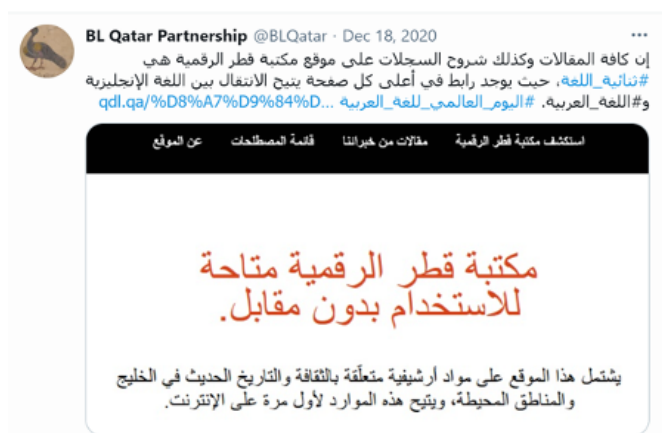 BL Qatar Partnership @BLQatar · Dec 18, 2020
إن كافة المقالات وكذلك شروح السجلات على موقع مكتبة قطر الرقمية هي
#ثنائية_اللغة، حيث يوجد رابط في أعلى كل صفحة يتيح الانتقال بين اللغة الإنجليزية
و#اللغة_العربية. #اليوم_العالمي_للغة_العربية qdl.qa/%D8%A7%D9%84%D...
استكشف مكتبة قطر الرقمية مقالات من خبرائنا قائمة المصطلحات عن الموقع
مكتبة قطر الرقمية متاحة
للاستخدام بدون مقابل.
يشتمل هذا الموقع على مواد أرشيفية متعلّقة بالثقافة والتاريخ الحديث في الخليج
والمناطق المحيطة، ويتيح هذه الموارد لأول مرة على الإنترنت.